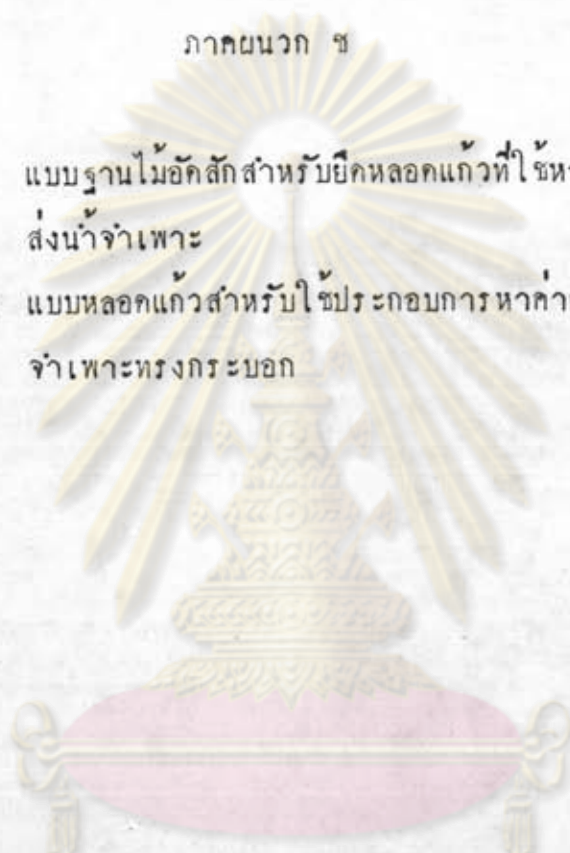 ภาคผนวก ช
แบบฐานไม้อัดสักสำหรับยึดหลอดแก้วที่ใช้ห
ส่งน้ำจำเพาะ
แบบหลอดแก้วสำหรับใช้ประกอบการหาค่า
จำเพาะทรงกระบอก